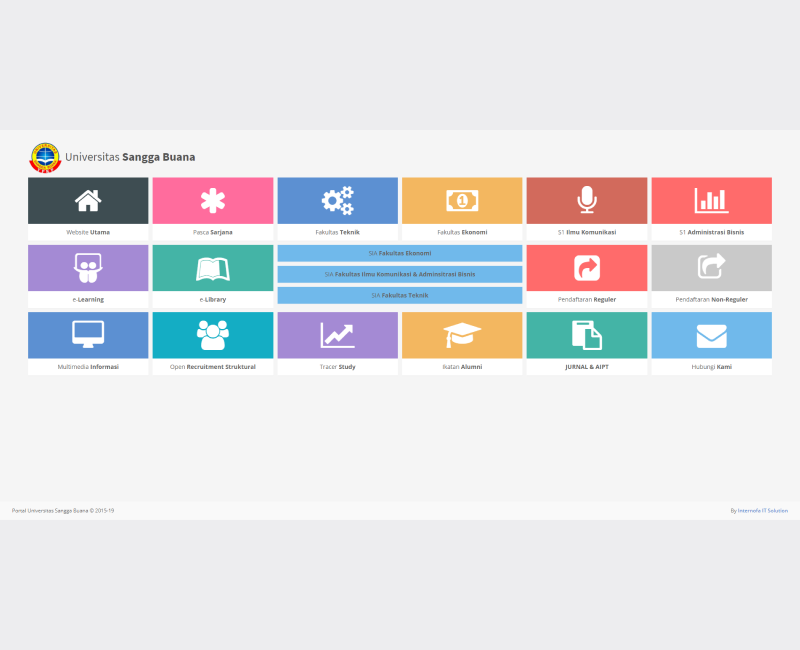 Universitas Sangga Buana
Website Utama
Pasca Sarjana
Fakultas Teknik
Fakultas Ekonomi
S1 Ilmu Komunikasi
S1 Administrasi Bisnis
e-Learning
e-Library
SIA Fakultas Ekonomi
SIA Fakultas Ilmu Komunikasi & Adminsitrasi Bisnis
SIA Fakultas Teknik
Pendaftaran Reguler
Pendaftaran Non-Reguler
Multimedia Informasi
Open Recruitment Struktural
Tracer Study
Ikatan Alumni
JURNAL & AIPT
Hubungi Kami
Portal Universitas Sangga Buana © 2015-19
By Internofa IT Solution